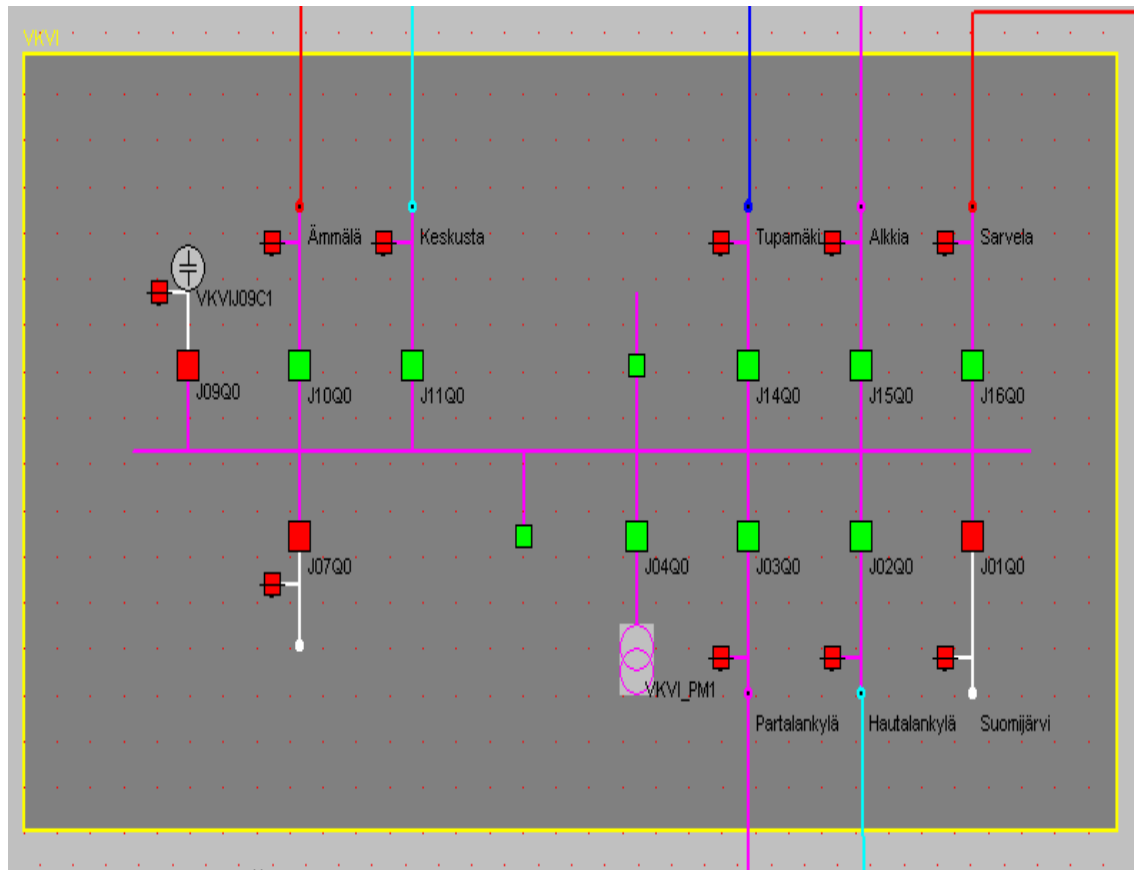 VKVI
Ämmälä
Keskusta
Tupamäki
Alkkia
Sarvela
VKVIJ09C1
J09Q0
J10Q0
J11Q0
J14Q0
J15Q0
J16Q0
J07Q0
J04Q0
J03Q0
J02Q0
J01Q0
VKVI_PM1
Partalankylä
Hautalankylä
Suomijärvi